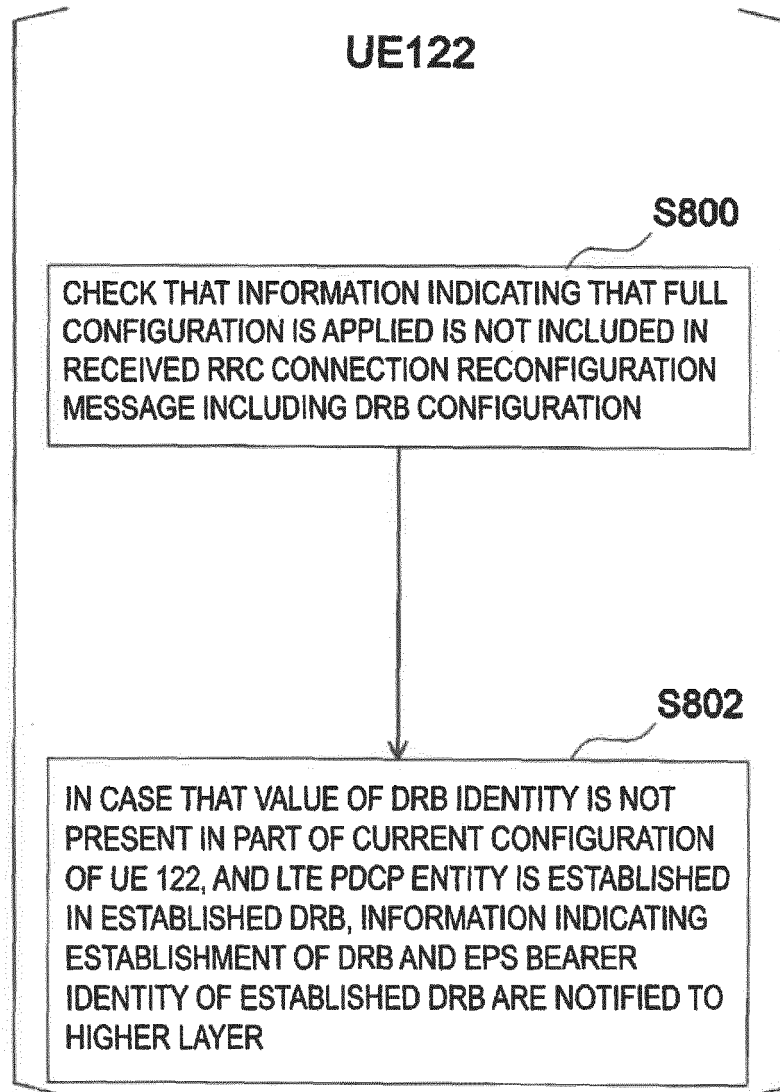 UE122
S800
CHECK THAT INFORMATION INDICATING THAT FULL
CONFIGURATION IS APPLIED IS NOT INCLUDED IN
RECEIVED RRC CONNECTION RECONFIGURATION
MESSAGE INCLUDING DRB CONFIGURATION
S802
IN CASE THAT VALUE OF DRB IDENTITY IS NOT
PRESENT IN PART OF CURRENT CONFIGURATION
OF UE 122, AND LTE PDCP ENTITY IS ESTABLISHED
IN ESTABLISHED DRB, INFORMATION INDICATING
ESTABLISHMENT OF DRB AND EPS BEARER
IDENTITY OF ESTABLISHED DRB ARE NOTIFIED TO
HIGHER LAYER